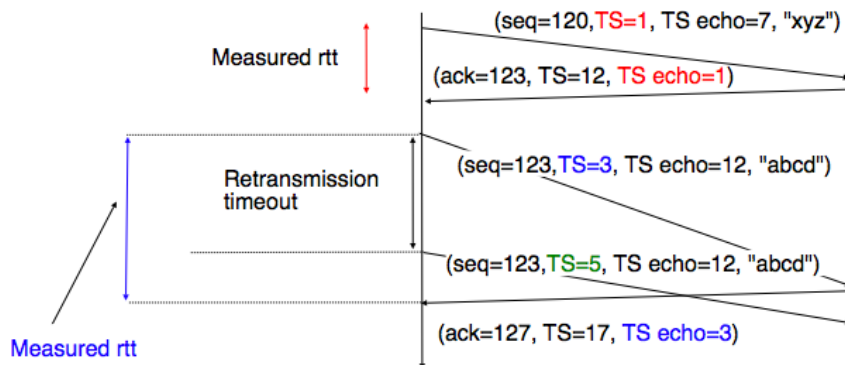 (seq=120,TS=1, TS echo=7, "xyz")
Measured rtt
(ack=123, TS=12, TS echo=1)
(seq=123,TS=3, TS echo=12, "abcd")
Retransmission
timeout
(seq=123,TS=5, TS echo=12, "abcd")
(ack=127, TS=17, TS echo=3)
Measured rtt